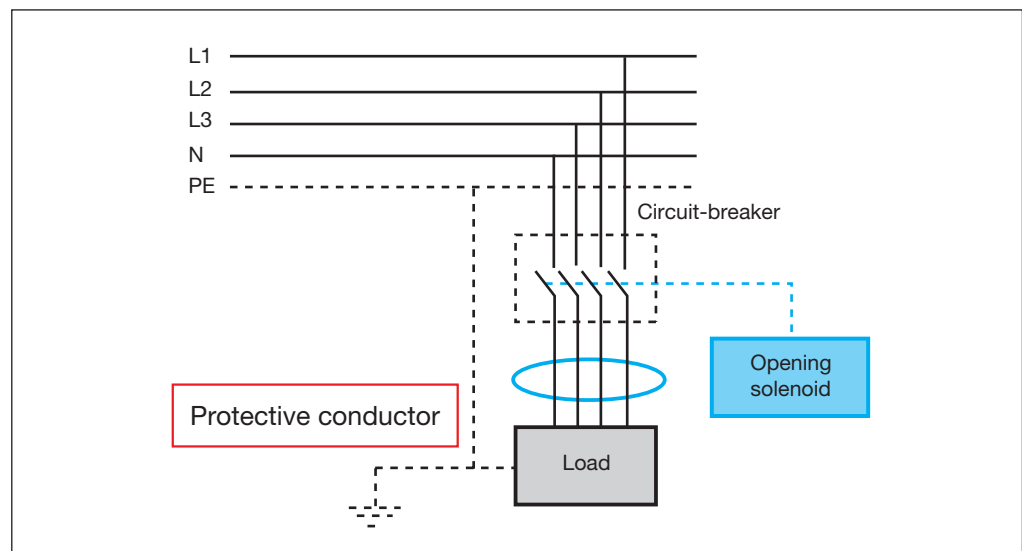 L1
L2
L3
N
PE
Circuit-breaker
Opening
solenoid
Protective conductor
Load